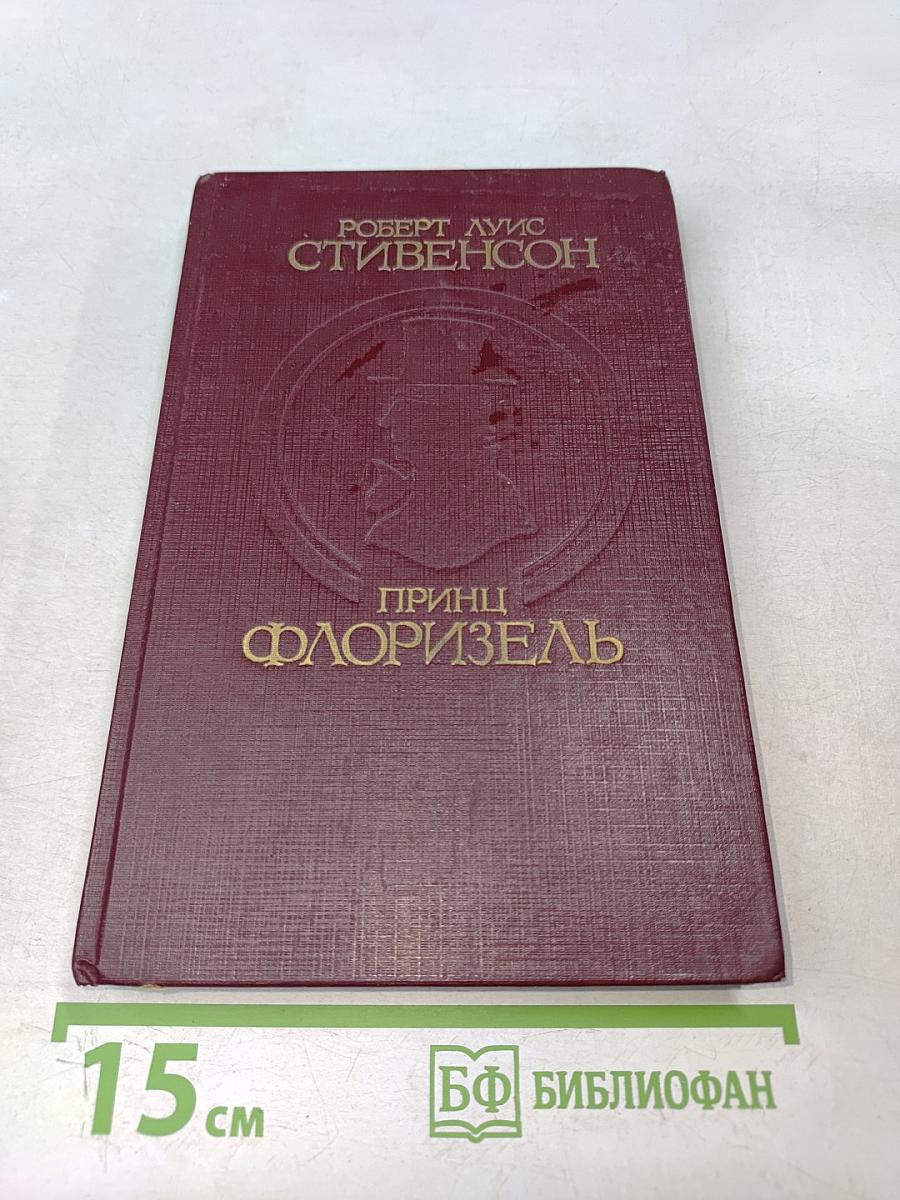 РОБЕРТ ЛУИС
СТИВЕНСОН
ПРИНЦ
ФЛОРИЗЕЛЬ
15 см
БФ БИБЛИОФАН